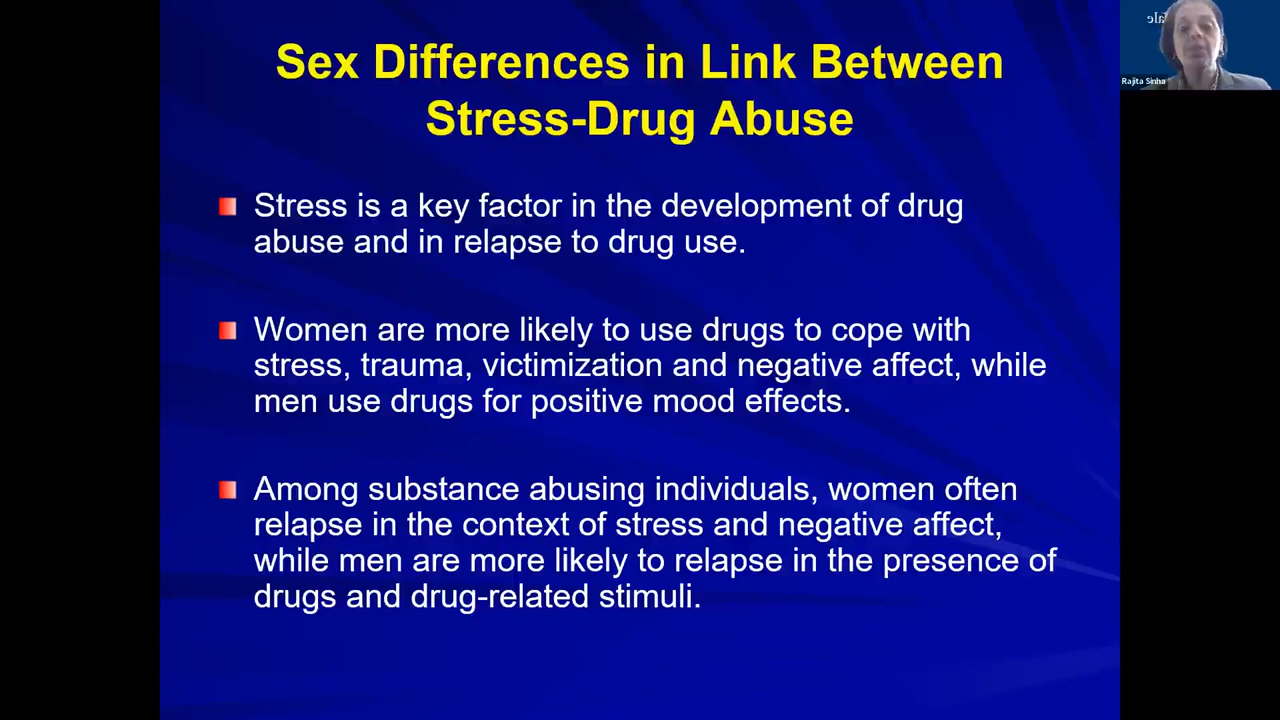 Sex Differences in Link Between
Stress-Drug Abuse
Stress is a key factor in the development of drug
abuse and in relapse to drug use.
Women are more likely to use drugs to cope with
stress, trauma, victimization and negative affect, while
men use drugs for positive mood effects.
Among substance abusing individuals, women often
relapse in the context of stress and negative affect,
while men are more likely to relapse in the presence of
drugs and drug-related stimuli.
Rajita Sinha